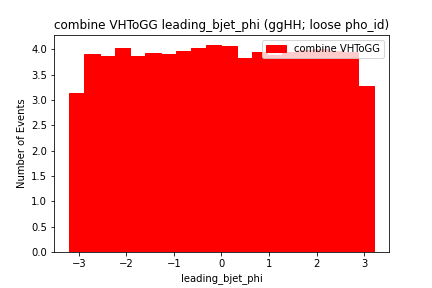 combine VHToGG leading_bjet_phi (ggHH; loose pho_id)
combine VHToGG
Number of Events
4.0
3.5
3.0
2.5
2.0
1.5
1.0
0.5
0.0
−3 −2 −1 0 1 2 3
leading_bjet_phi